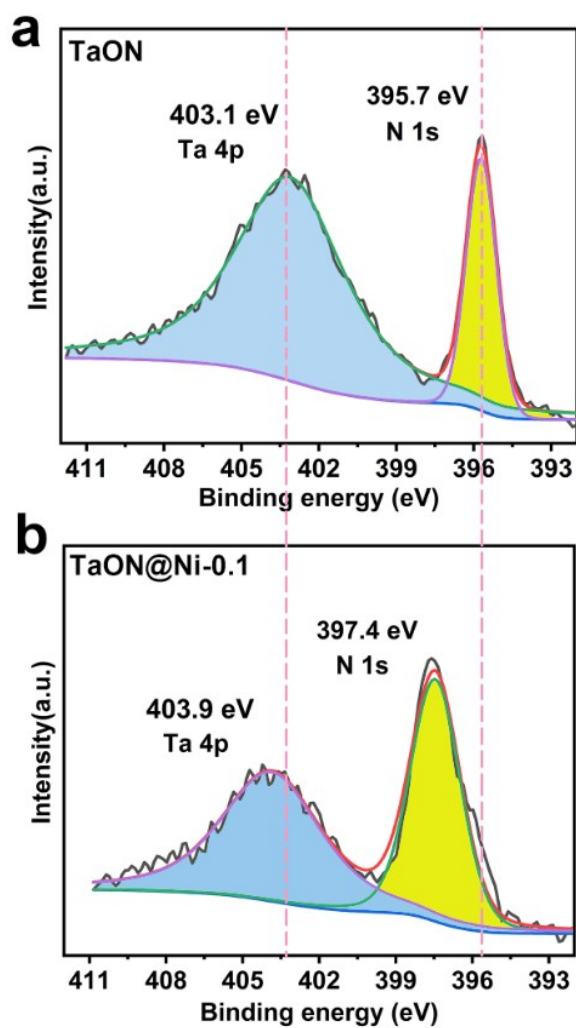 a
TaON
403.1 eV
Ta 4p
395.7 eV
N 1s
Intensity(a.u.)
411 408 405 402 399 396 393
Binding energy (eV)
b
TaON@Ni-0.1
397.4 eV
N 1s
403.9 eV
Ta 4p
Intensity(a.u.)
411 408 405 402 399 396 393
Binding energy (eV)